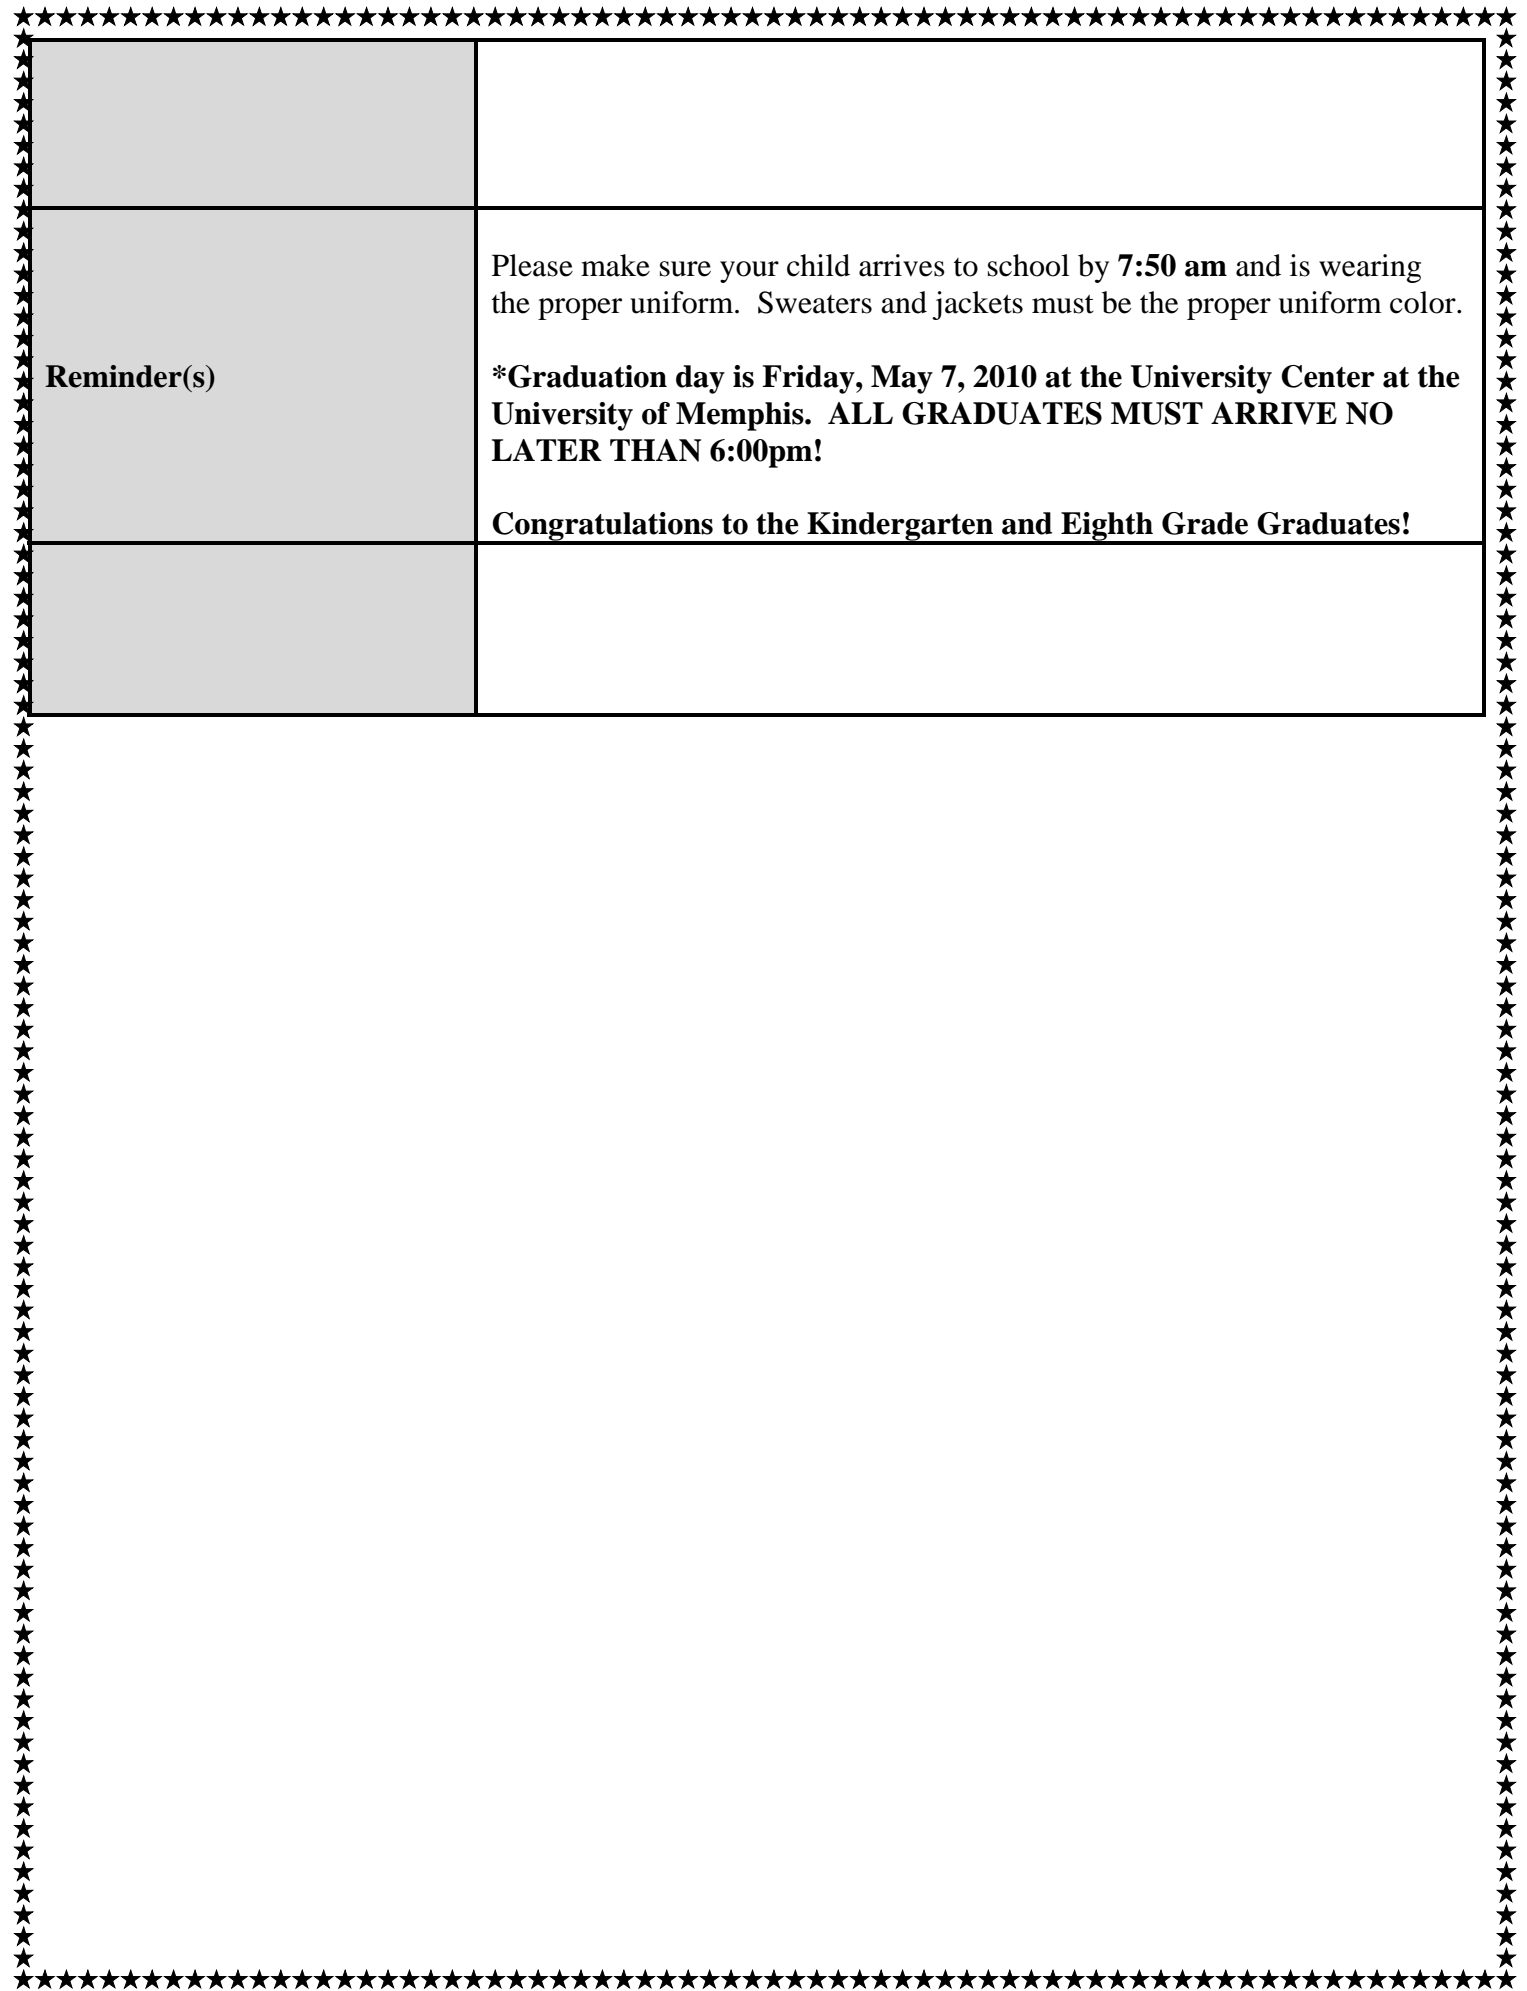 Please make sure your child arrives to school by 7:50 am and is wearing
the proper uniform.  Sweaters and jackets must be the proper uniform color.
Reminder(s)
*Graduation day is Friday, May 7, 2010 at the University Center at the
University of Memphis.  ALL GRADUATES MUST ARRIVE NO
LATER THAN 6:00pm!
Congratulations to the Kindergarten and Eighth Grade Graduates!